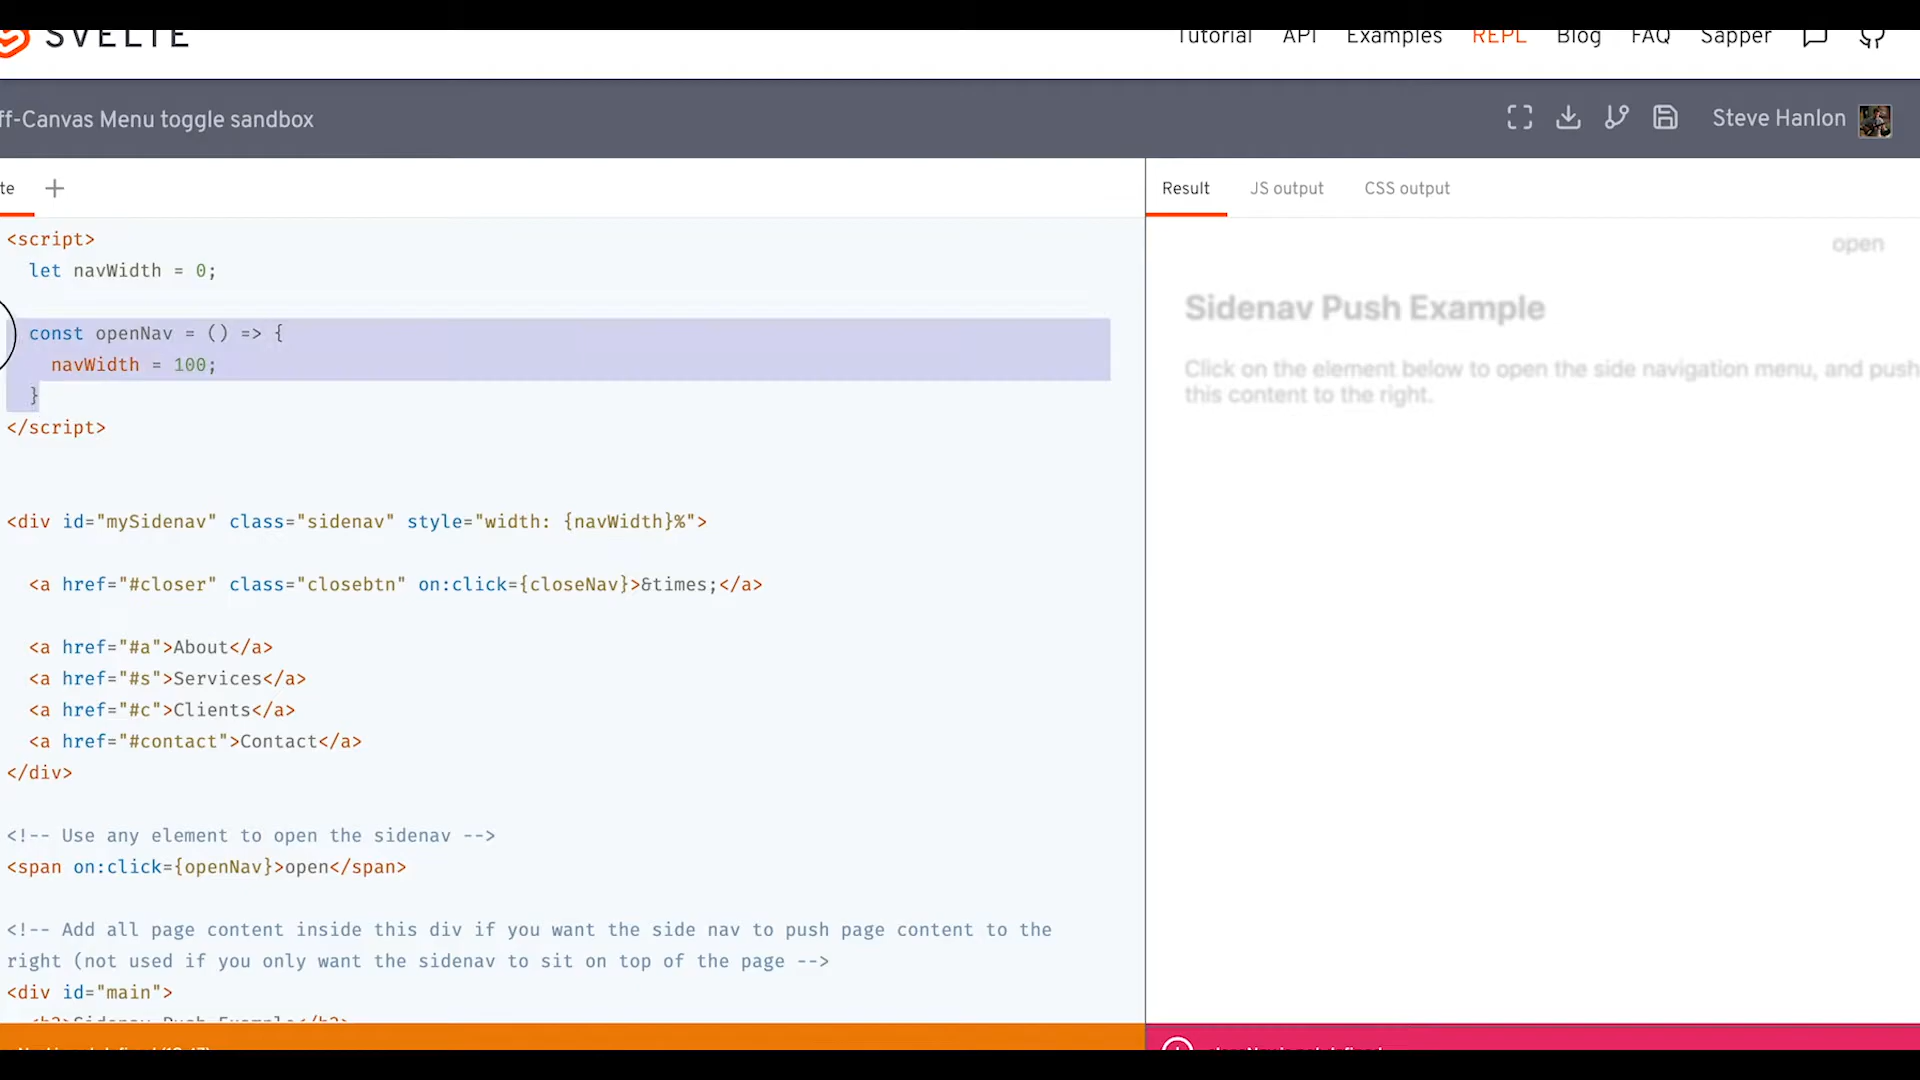 SVELTE
Tutorial API Examples REPL Blog FAQ Sapper
ff-Canvas Menu toggle sandbox
Steve Hanlon
te +
Result JS output CSS output
<script>
let navWidth = 0;
const openNav = () => {
navWidth = 100;
}
</script>
<div id="mySidenav" class="sidenav" style="width: {navWidth}%">
<a href="#closer" class="closebtn" on:click={closeNav}>&times;</a>
<a href="#a">About</a>
<a href="#s">Services</a>
<a href="#c">Clients</a>
<a href="#contact">Contact</a>
</div>
<!-- Use any element to open the sidenav -->
<span on:click={openNav}>open</span>
<!-- Add all page content inside this div if you want the side nav to push page content to the
right (not used if you only want the sidenav to sit on top of the page -->
<div id="main">
<h2>Sidenav Push Example</h2>
open
Sidenav Push Example
Click on the element below to open the side navigation menu, and push
this content to the right.